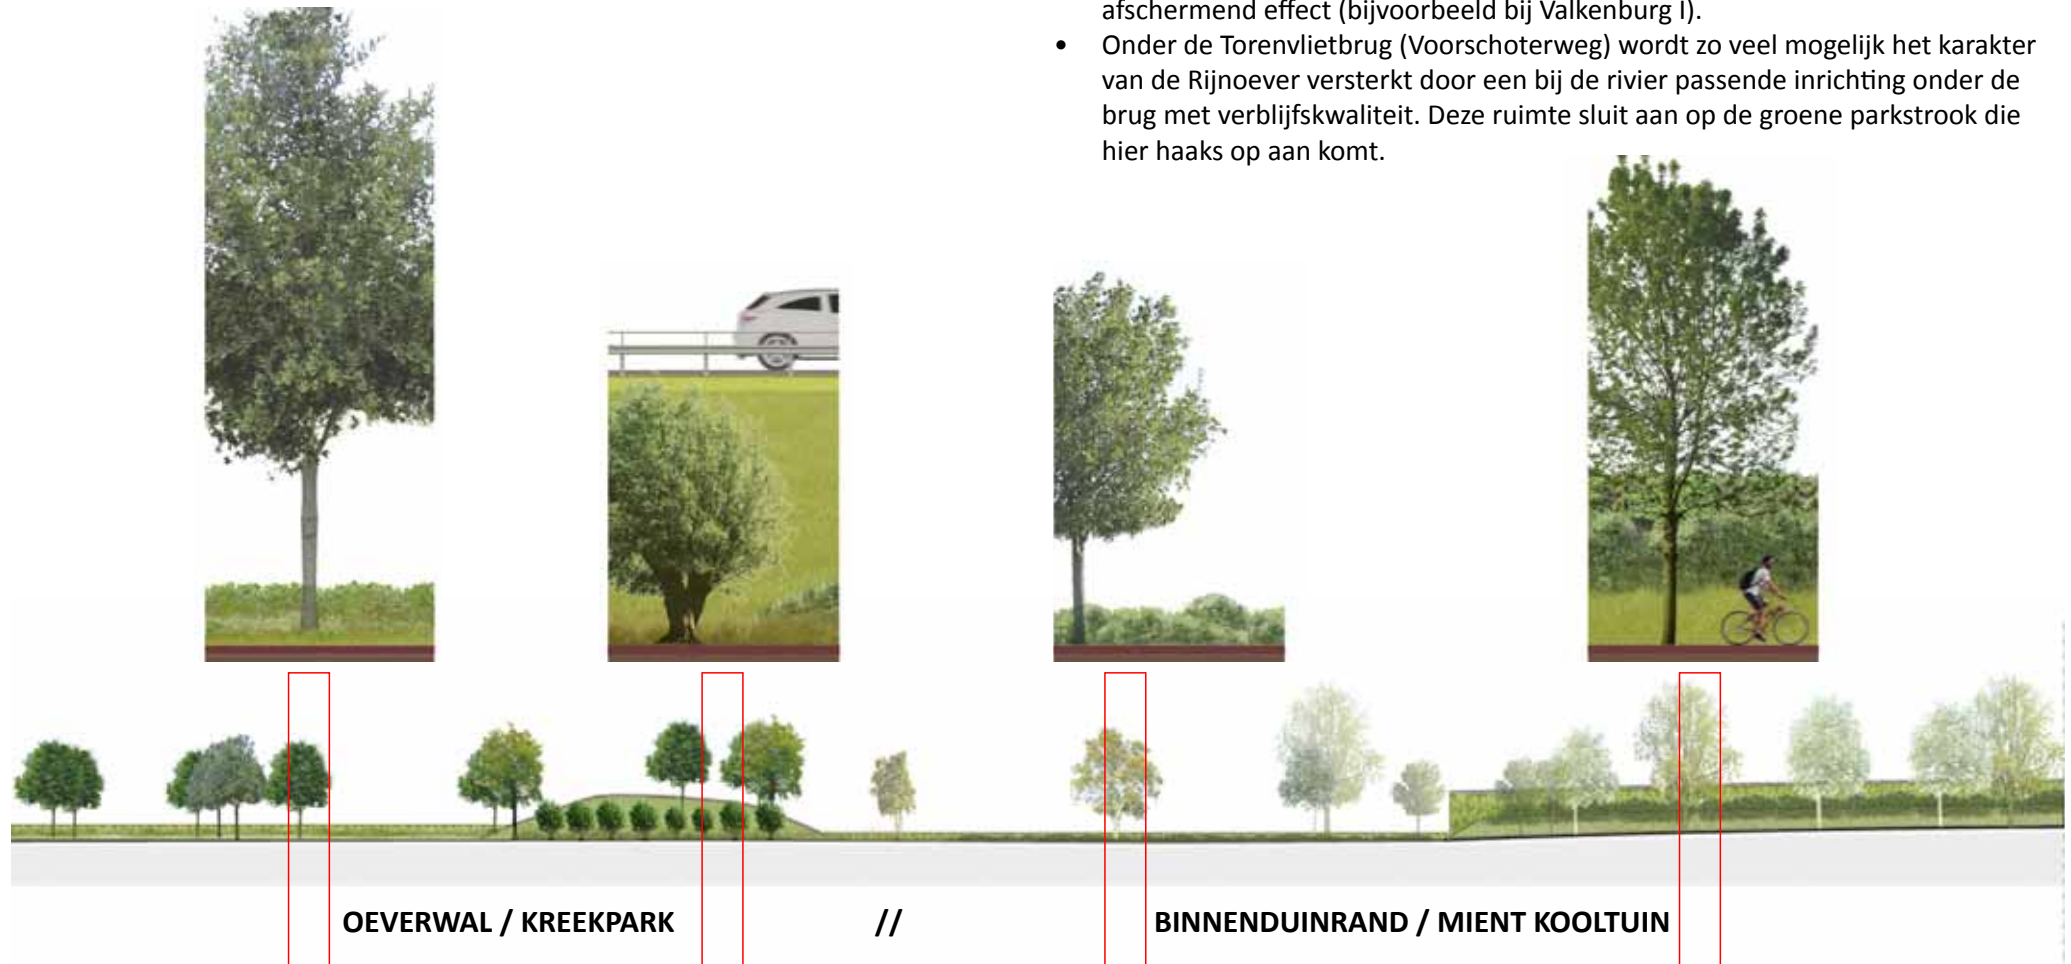 afschermend effect (bijvoorbeeld bij Valkenburg I).
• Onder de Torenvlietbrug (Voorschoterweg) wordt zo veel mogelijk het karakter
van de Rijnoever versterkt door een bij de rivier passende inrichting onder de
brug met verblijfskwaliteit. Deze ruimte sluit aan op de groene parkstrook die
hier haaks op aan komt.
OEVERWAL / KREEKPARK // BINNENDUINRAND / MIENT KOOLTUIN